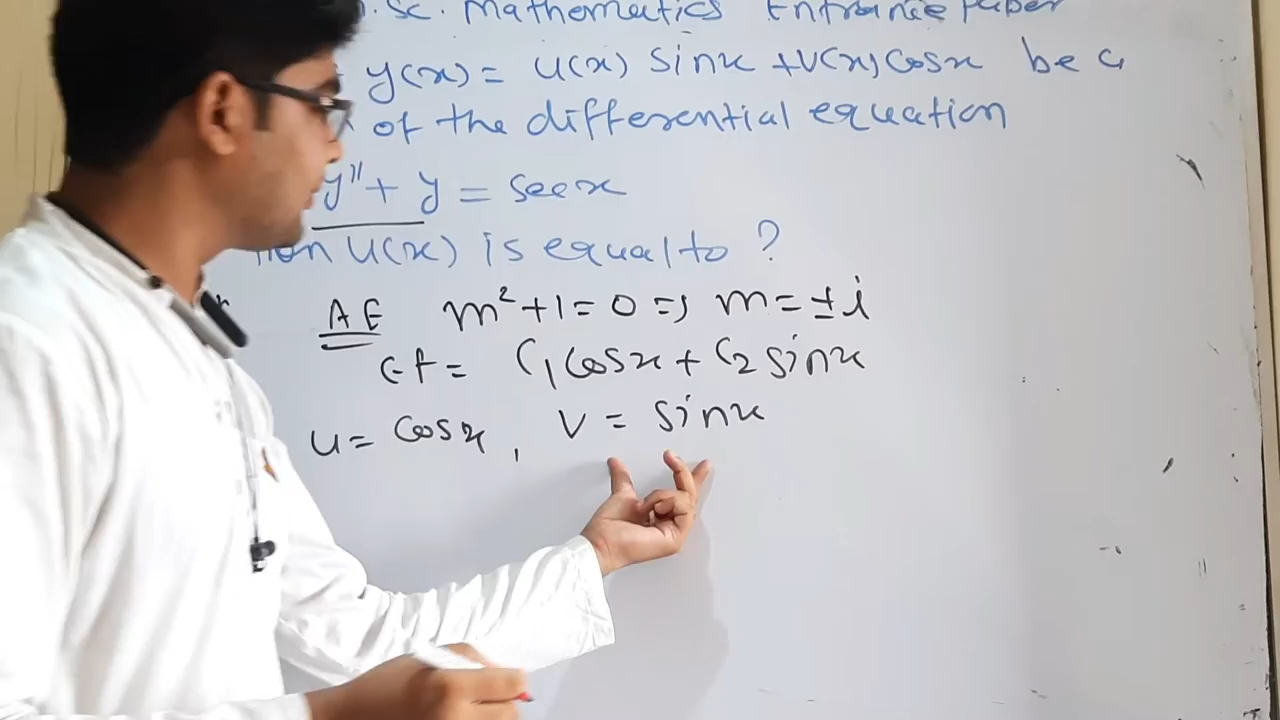 .Sc. Mathematics Entrance Paper
y(x) = u(x) sinx + v(x) cosx be a
of the differential equation
y'' + y = secx
u(x) is equal to ?
AE m² + 1 = 0 => m = ± i
C.F = C₁ cosx + C₂ sinx
u = cosx , v = sinx